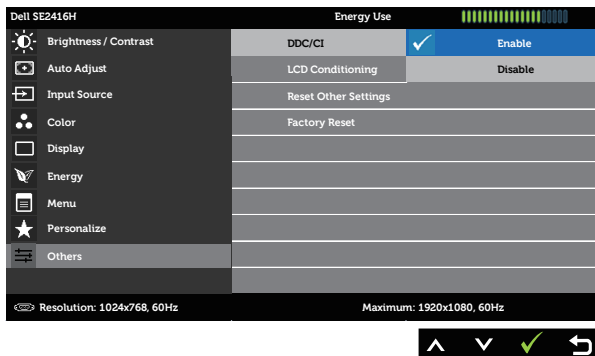 Dell SE2416H Energy Use
Brightness / Contrast DDC/CI Enable
Auto Adjust LCD Conditioning Disable
Input Source Reset Other Settings
Color Factory Reset
Display
Energy
Menu
Personalize
Others
Resolution: 1024x768, 60Hz Maximum: 1920x1080, 60Hz